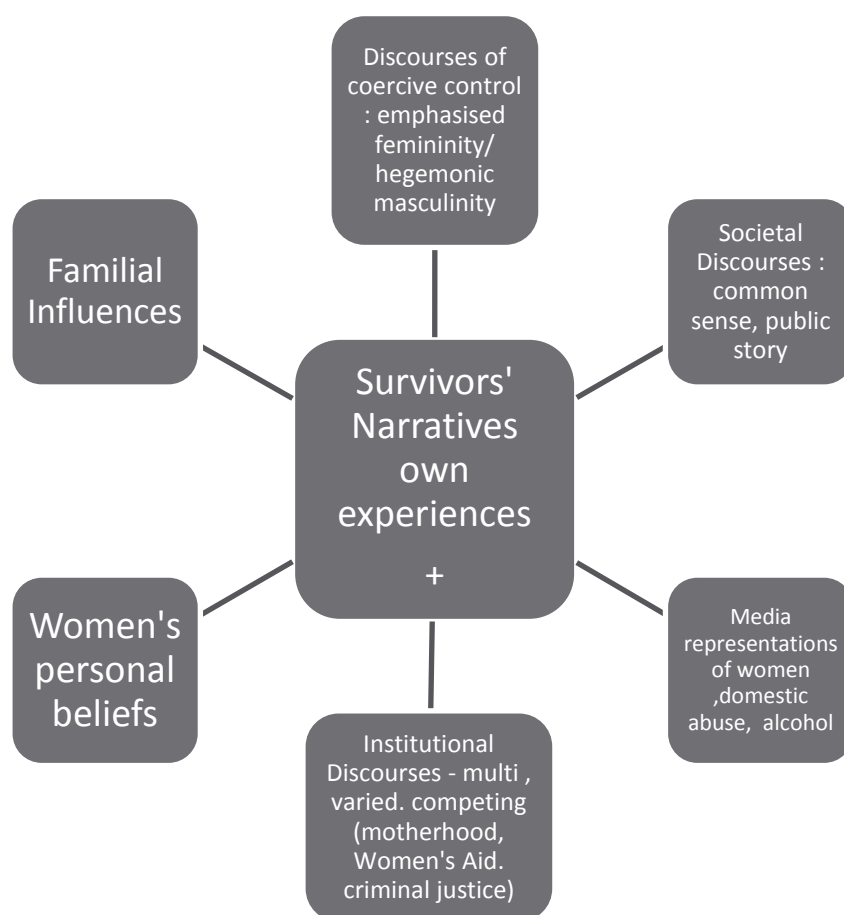 Discourses of
coercive control
: emphasised
femininity/
hegemonic
masculinity
Familial
Influences
Societal
Discourses :
common
sense, public
story
Survivors'
Narratives
own
experiences
+
Women's
personal
beliefs
Media
representations
of women
,domestic
abuse, alcohol
Institutional
Discourses - multi ,
varied. competing
(motherhood,
Women's Aid.
criminal justice)